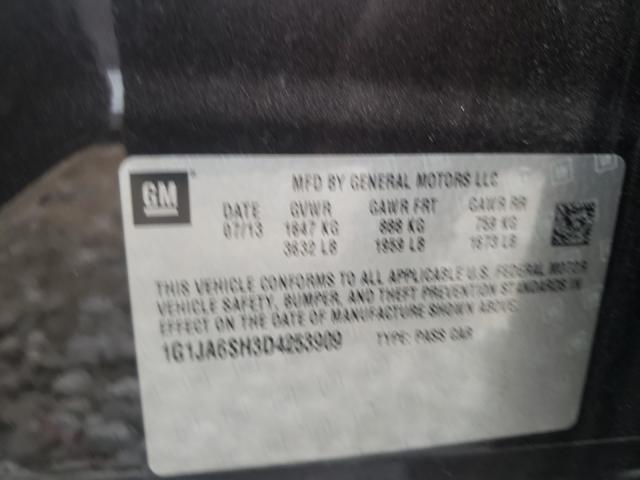 GM
MFD BY GENERAL MOTORS LLC
DATE GVWR GAWR FRT GAWR RR
07/13 1647 KG 888 KG 759 KG
3632 LB 1958 LB 1673 LB
THIS VEHICLE CONFORMS TO ALL APPLICABLE U.S. FEDERAL MOTOR
VEHICLE SAFETY, BUMPER, AND THEFT PREVENTION STANDARDS IN
EFFECT ON THE DATE OF MANUFACTURE SHOWN ABOVE.
1G1JA6SH3D4253909 TYPE: PASS CAR